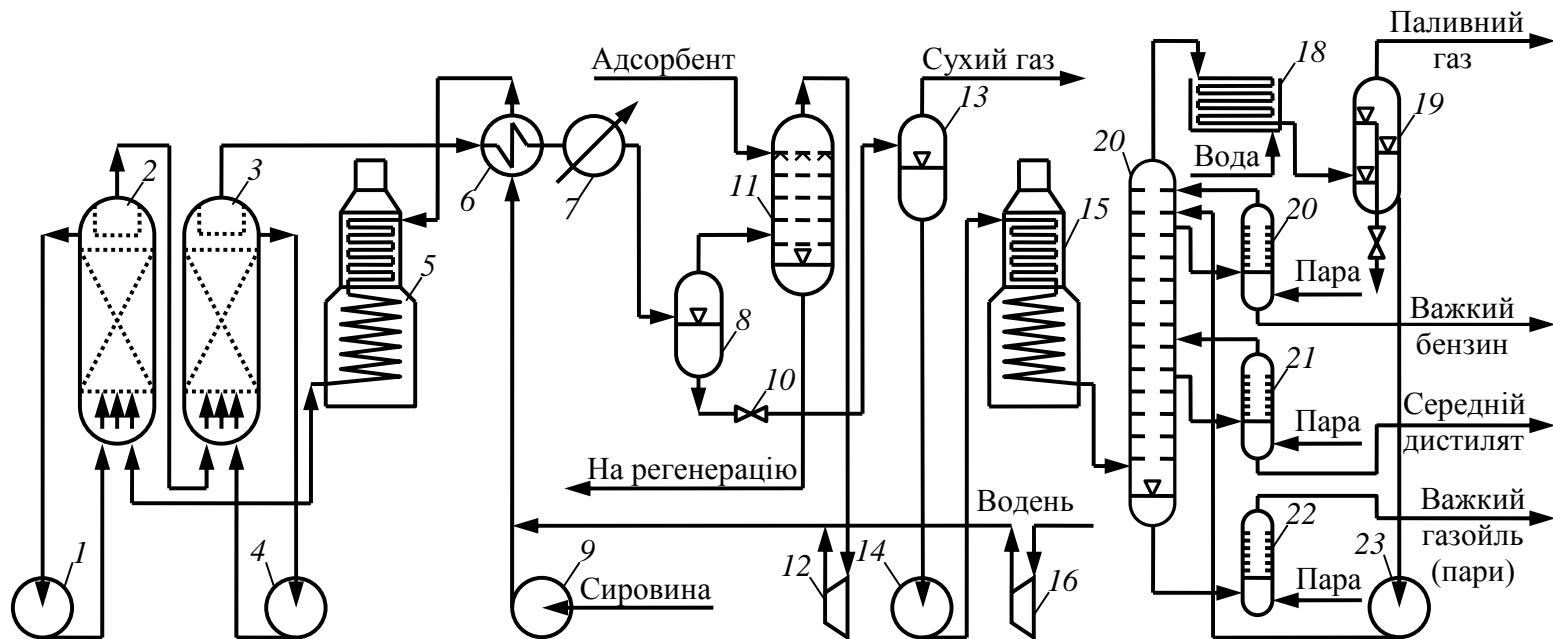 Паливний
газ
Адсорбент
Сухий газ
18
13
2
3
20
19
Вода
6
7
11
15
20
5
Пара
8
Важкий
бензин
10
21
Середній
дистилят
Пара
На регенерацію
Водень
Важкий
газойль
(пари)
22
1
4
9
12
14
16
23
Сировина
Пара